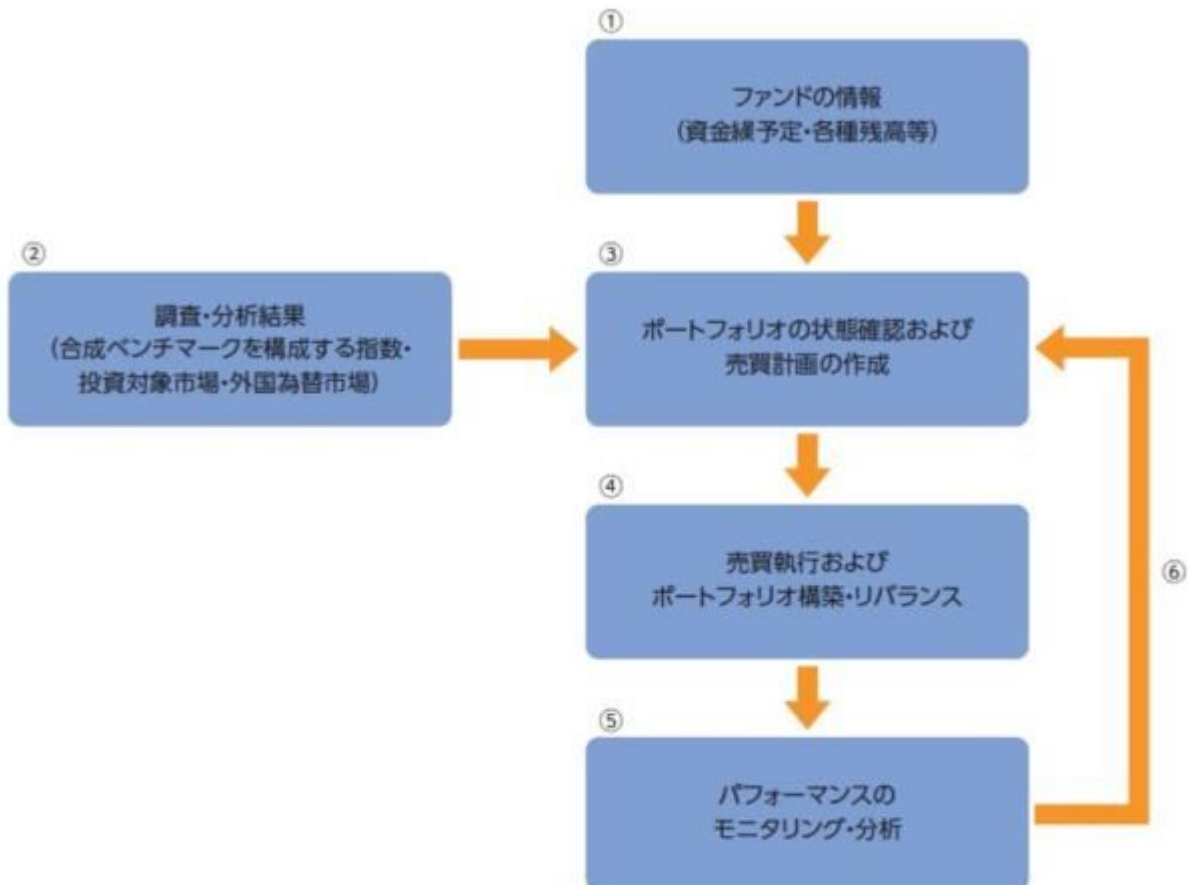 ①
ファンドの情報
(資金繰予定・各種残高等)
②
調査・分析結果
(合成ベンチマークを構成する指数・
投資対象市場・外国為替市場)
③
ポートフォリオの状態確認および
売買計画の作成
④
売買執行および
ポートフォリオ構築・リバランス
⑤
パフォーマンスの
モニタリング・分析
⑥